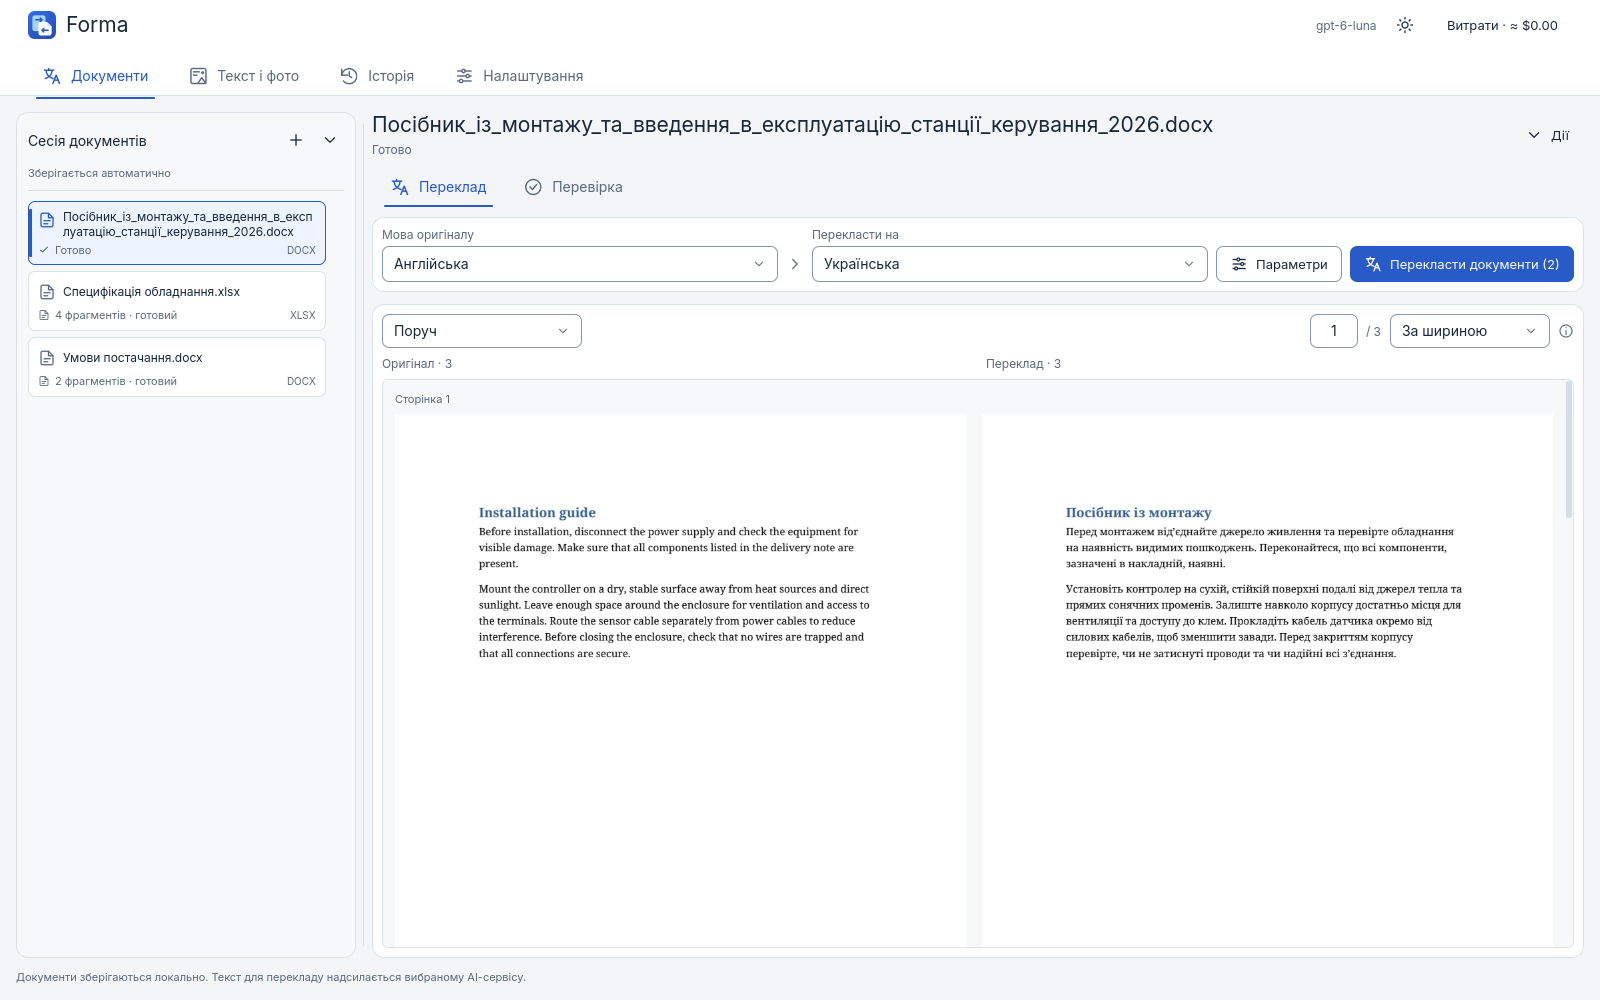 Forma
gpt-6-luna
Витрати · ≈ $0.00
Документи
Текст і фото
Історія
Налаштування
Сесія документів
Зберігається автоматично
Посібник_із_монтажу_та_введення_в_експ
луатацію_станції_керування_2026.docx
Готово
DOCX
Специфікація обладнання.xlsx
4 фрагментів · готовий
XLSX
Умови постачання.docx
2 фрагментів · готовий
DOCX
Посібник_із_монтажу_та_введення_в_експлуатацію_станції_керування_2026.docx
Готово
Дії
Переклад
Перевірка
Мова оригіналу
Англійська
Перекласти на
Українська
Параметри
Перекласти документи (2)
Поруч
1
/ 3
За шириною
Оригінал · 3
Переклад · 3
Сторінка 1
Installation guide
Before installation, disconnect the power supply and check the equipment for
visible damage. Make sure that all components listed in the delivery note are
present.
Mount the controller on a dry, stable surface away from heat sources and direct
sunlight. Leave enough space around the enclosure for ventilation and access to
the terminals. Route the sensor cable separately from power cables to reduce
interference. Before closing the enclosure, check that no wires are trapped and
that all connections are secure.
Посібник із монтажу
Перед монтажем від'єднайте джерело живлення та перевірте обладнання
на наявність видимих пошкоджень. Переконайтеся, що всі компоненти,
зазначені в накладній, наявні.
Установіть контролер на сухій, стійкій поверхні подалі від джерел тепла та
прямих сонячних променів. Залиште навколо корпусу достатньо місця для
вентиляції та доступу до клем. Прокладіть кабель датчика окремо від
силових кабелів, щоб зменшити завади. Перед закриттям корпусу
перевірте, чи не затиснуті проводи та чи надійні всі з'єднання.
Документи зберігаються локально. Текст для перекладу надсилається вибраному AI-сервісу.